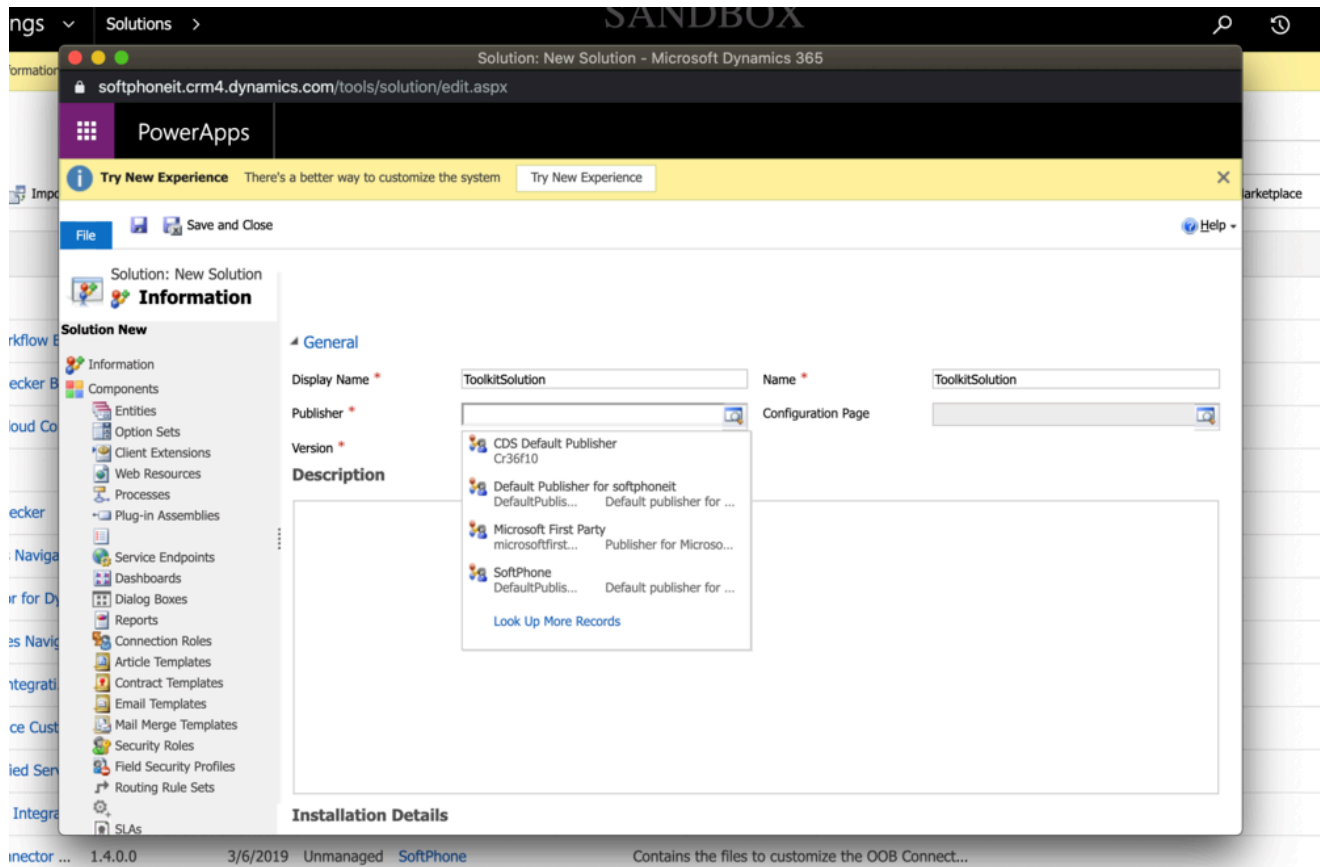 SANDBOX
ngs Solutions >
Solution: New Solution - Microsoft Dynamics 365
softphoneit.crm4.dynamics.com/tools/solution/edit.aspx
PowerApps
Try New Experience There's a better way to customize the system Try New Experience
Impo
arketplace
File Save and Close Help
Solution: New Solution
Information
Solution New
Information
Components
Entities
Option Sets
Client Extensions
Web Resources
Processes
Plug-in Assemblies
Service Endpoints
Dashboards
Dialog Boxes
Reports
Connection Roles
Article Templates
Contract Templates
Email Templates
Mail Merge Templates
Security Roles
Field Security Profiles
Routing Rule Sets
SLAs
General
Display Name * ToolkitSolution Name * ToolkitSolution
Publisher * Configuration Page
Version *
CDS Default Publisher
Cr36f10
Default Publisher for softphoneit
DefaultPublis... Default publisher for ...
Microsoft First Party
microsoftfirst... Publisher for Microso...
SoftPhone
DefaultPublis... Default publisher for ...
Look Up More Records
Description
Installation Details
rkflow E
ecker B
loud Co
ecker
Naviga
or for Dy
es Navig
ntegrati
ce Cust
ied Serv
Integra
nnector ... 1.4.0.0 3/6/2019 Unmanaged SoftPhone Contains the files to customize the OOB Connect...